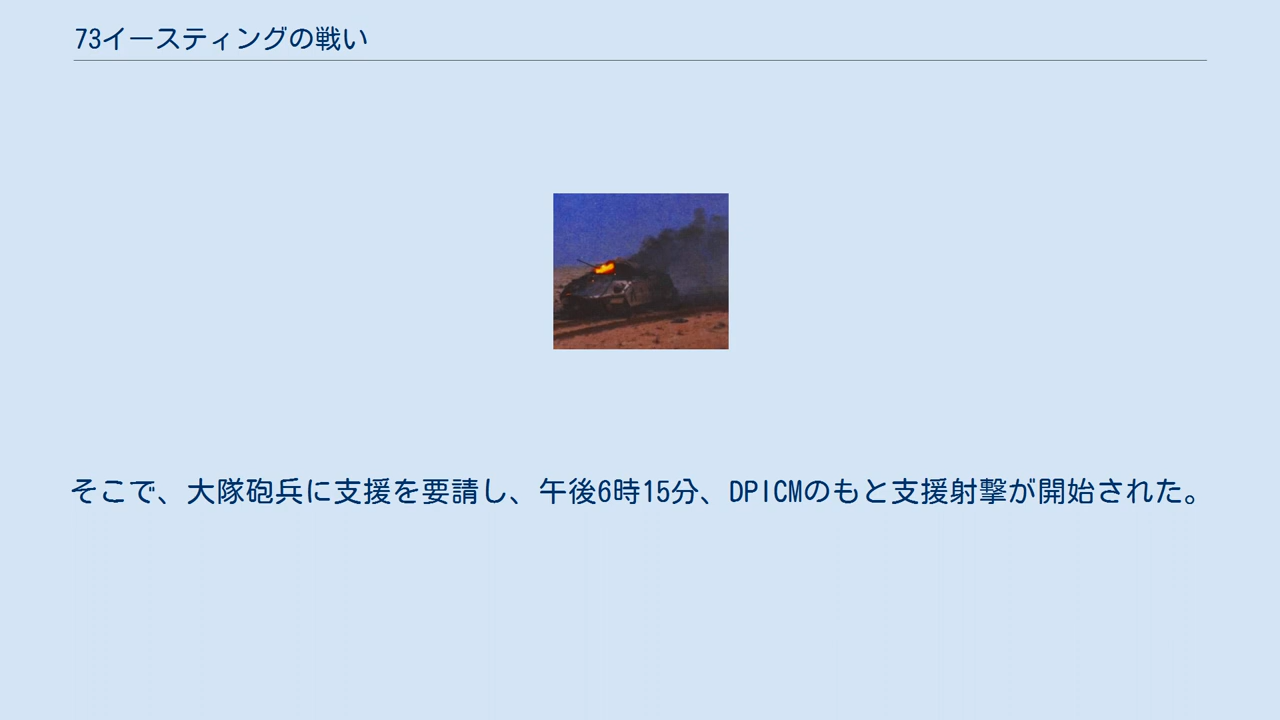 73イースティングの戦い
そこで、大隊砲兵に支援を要請し、午後6時15分、DPICMのもと支援射撃が開始された。